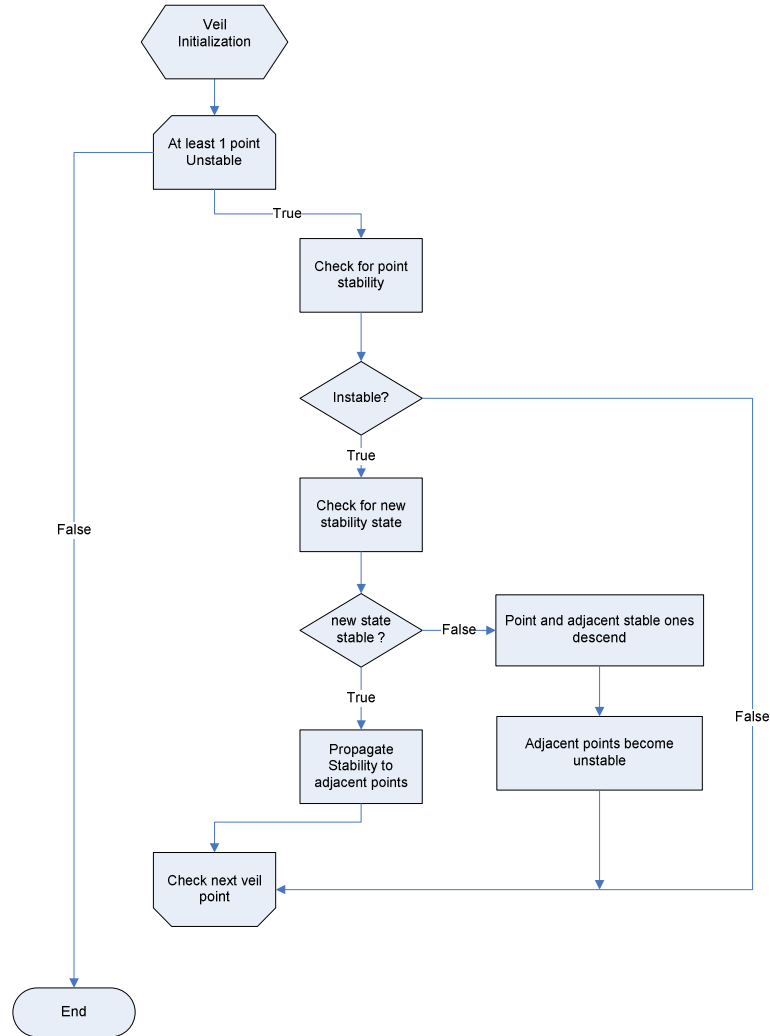 Veil
Initialization
At least 1 point
Unstable
True
Check for point
stability
Instable?
True
Check for new
stability state
False
new state
stable ?
False
Point and adjacent stable ones
descend
True
False
Propagate
Stability to
adjacent points
Adjacent points become
unstable
Check next veil
point
End